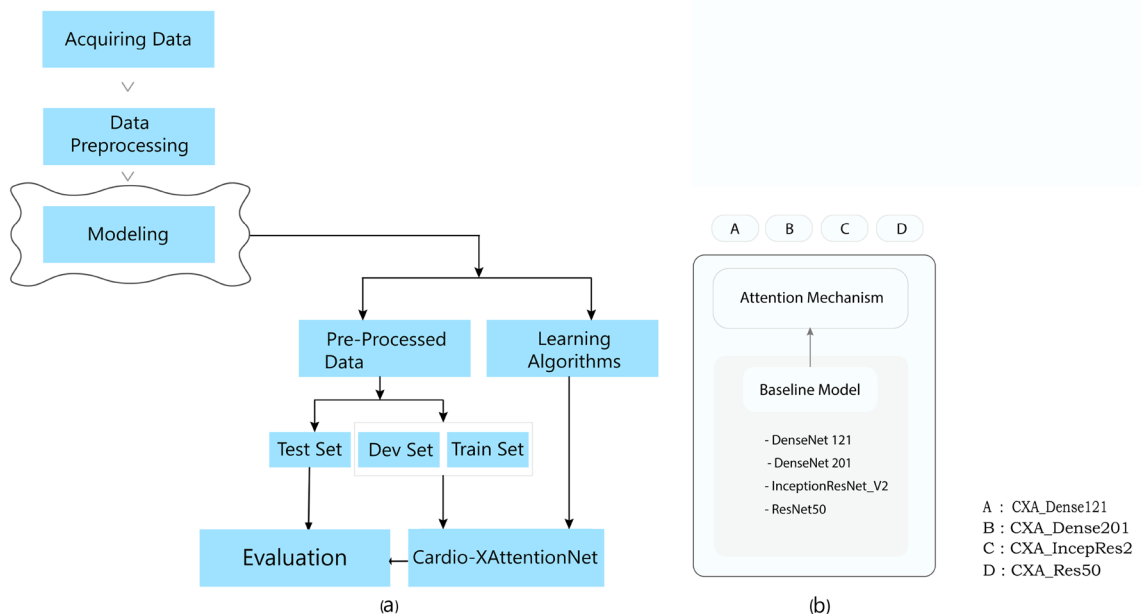 Acquiring Data
Data
Preprocessing
Modeling
Pre-Processed
Data
Learning
Algorithms
Test Set
Dev Set
Train Set
Evaluation
Cardio-XAttentionNet
(a)
A
B
C
D
Attention Mechanism
Baseline Model
- DenseNet 121
- DenseNet 201
- InceptionResNet_V2
- ResNet50
(b)
A : CXA_Dense121
B : CXA_Dense201
C : CXA_IncepRes2
D : CXA_Res50